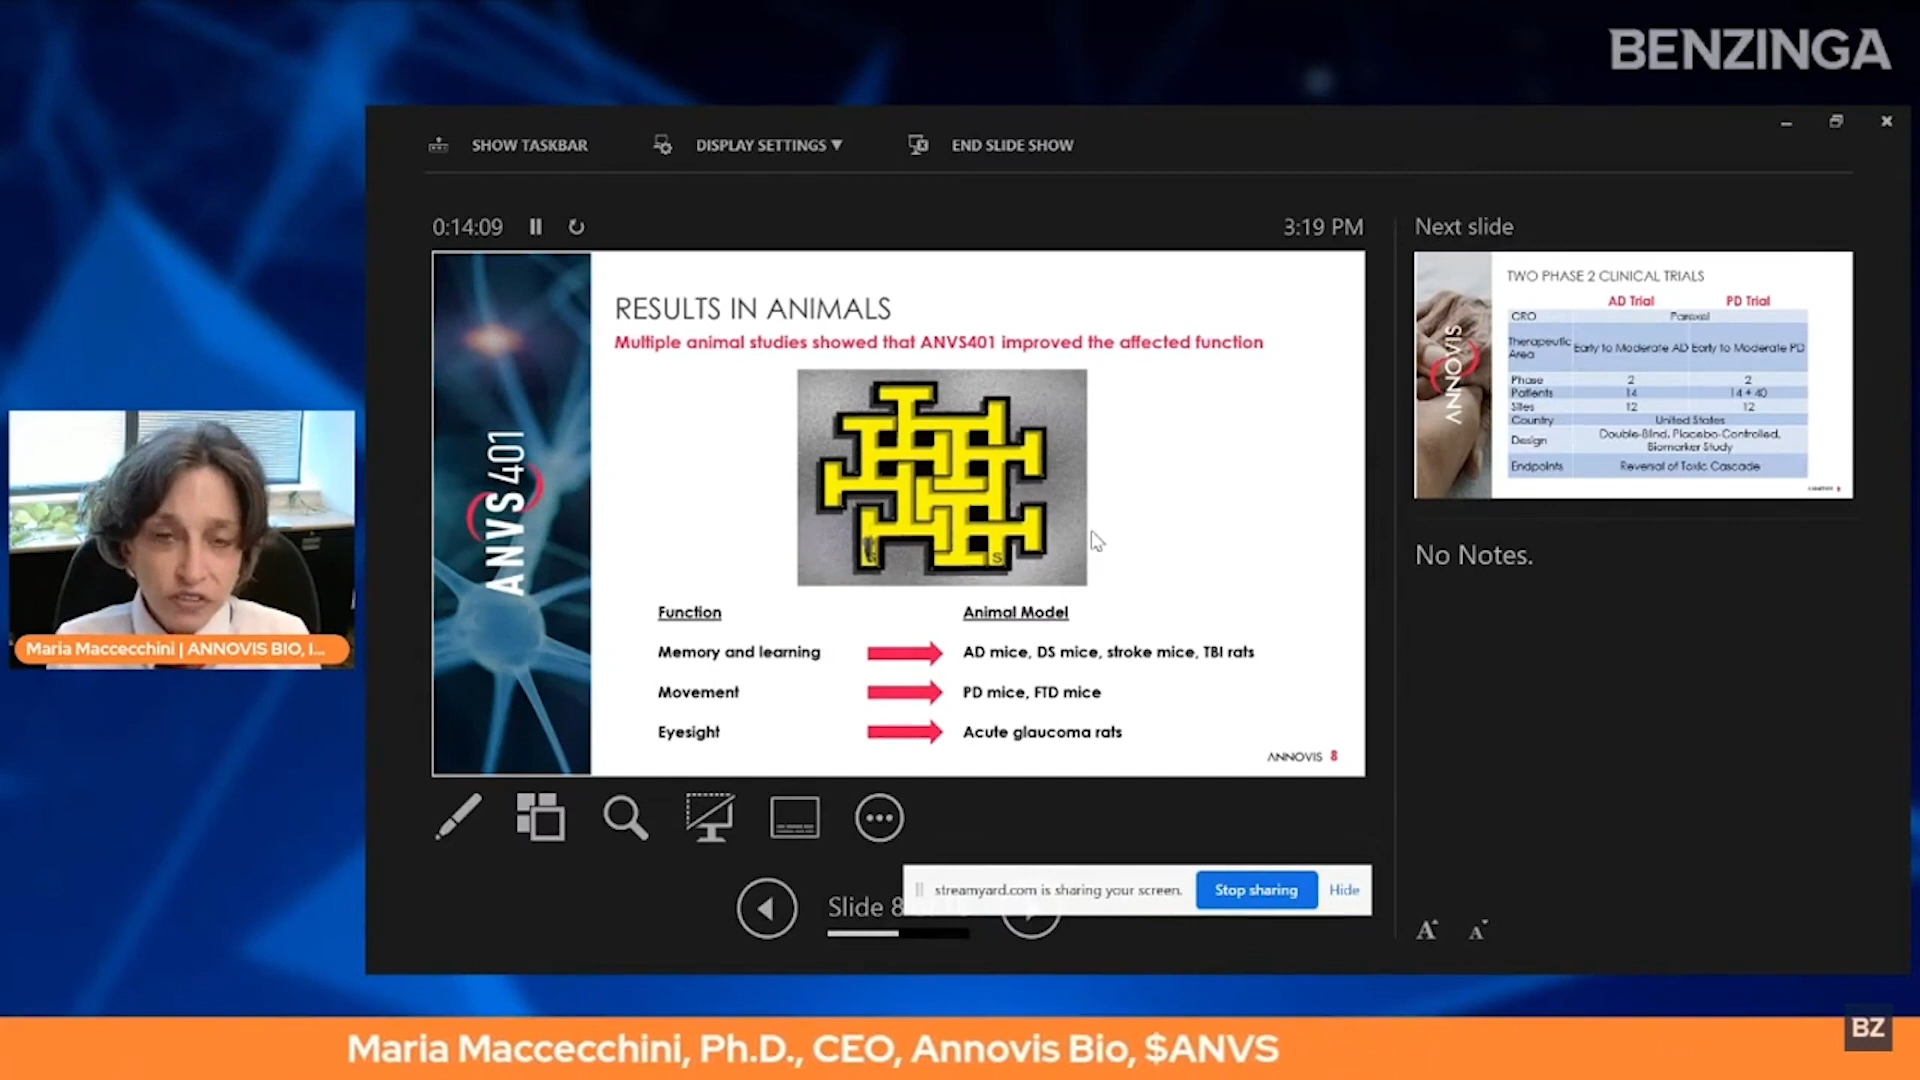 BENZINGA
SHOW TASKBAR
DISPLAY SETTINGS ▼
END SLIDE SHOW
0:14:09
3:19 PM
Next slide
ANVS401
RESULTS IN ANIMALS
Multiple animal studies showed that ANVS401 improved the affected function
S
Function Animal Model
Memory and learning AD mice, DS mice, stroke mice, TBI rats
Movement PD mice, FTD mice
Eyesight Acute glaucoma rats
ANNOVIS 8
ANNOVIS
TWO PHASE 2 CLINICAL TRIALS
AD Trial PD Trial
CRO Parexel
Therapeutic Area Early to Moderate AD Early to Moderate PD
Phase 2 2
Patients 14 14 + 40
Sites 12 12
Country United States
Design Double-Blind, Placebo-Controlled, Biomarker Study
Endpoints Reversal of Toxic Cascade
No Notes.
Maria Maccecchini | ANNOVIS BIO, I...
streamyard.com is sharing your screen.
Stop sharing
Hide
Slide 8
A A
Maria Maccecchini, Ph.D., CEO, Annovis Bio, $ANVS
BZ